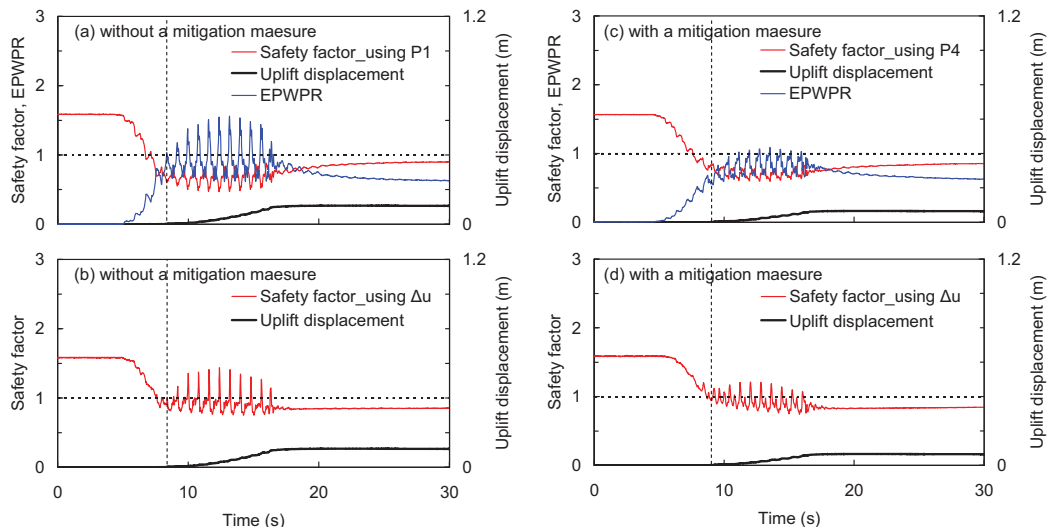 (a) without a mitigation maesure
Safety factor_using P1
Uplift displacement
EPWPR
Safety factor, EPWPR
Uplift displacement (m)
3
2
1
0
1.2
0
(c) with a mitigation maesure
Safety factor_using P4
Uplift displacement
EPWPR
Safety factor, EPWPR
Uplift displacement (m)
3
2
1
0
1.2
0
(b) without a mitigation maesure
Safety factor_using Δu
Uplift displacement
Safety factor
Uplift displacement (m)
3
2
1
0
1.2
0
0
10
20
30
Time (s)
(d) with a mitigation maesure
Safety factor_using Δu
Uplift displacement
Safety factor
Uplift displacement (m)
3
2
1
0
1.2
0
0
10
20
30
Time (s)